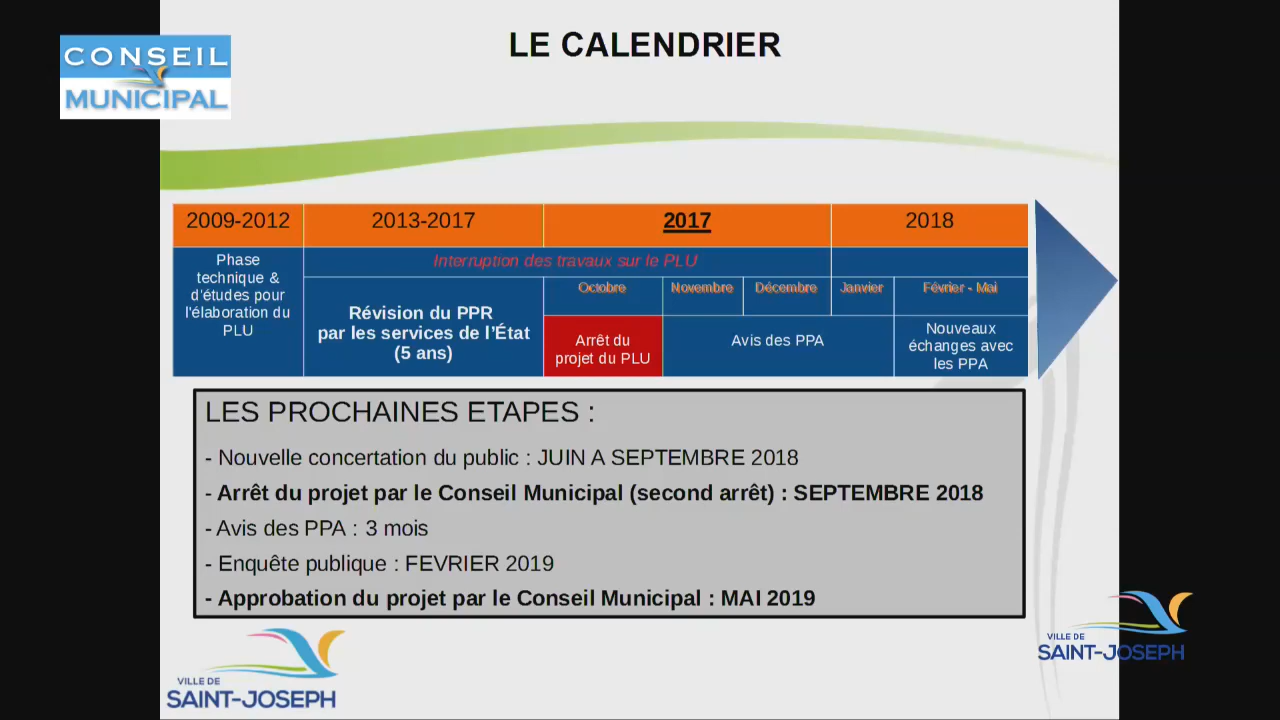 LE CALENDRIER
CONSEIL
MUNICIPAL
2009-2012
2013-2017
2017
2018
Phase
technique &
d'études pour
l'élaboration du
PLU
Interruption des travaux sur le PLU
Révision du PPR
par les services de l'État
(5 ans)
Octobre
Novembre
Décembre
Janvier
Février - Mai
Arrêt du
projet du PLU
Avis des PPA
Nouveaux
échanges avec
les PPA
LES PROCHAINES ETAPES :
- Nouvelle concertation du public : JUIN A SEPTEMBRE 2018
- Arrêt du projet par le Conseil Municipal (second arrêt) : SEPTEMBRE 2018
- Avis des PPA : 3 mois
- Enquête publique : FEVRIER 2019
- Approbation du projet par le Conseil Municipal : MAI 2019
VILLE DE
SAINT-JOSEPH
VILLE DE
SAINT-JOSEPH